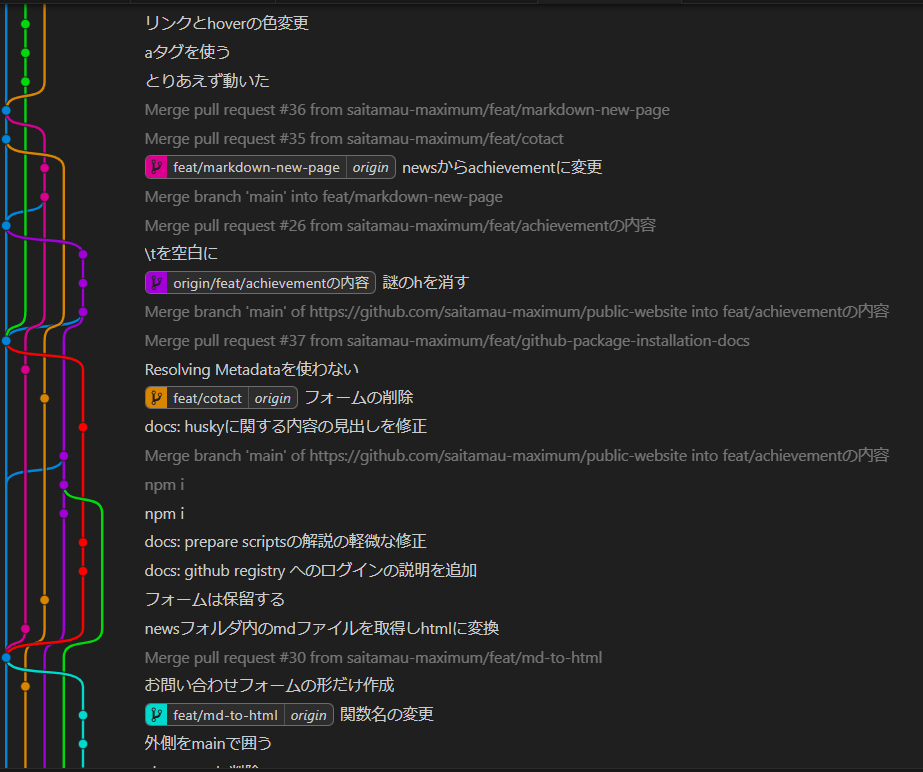 リンクとhoverの色変更
aタグを使う
とりあえず動いた
Merge pull request #36 from saitamau-maximum/feat/markdown-new-page
Merge pull request #35 from saitamau-maximum/feat/cotact
feat/markdown-new-page origin newsからachievementに変更
Merge branch 'main' into feat/markdown-new-page
Merge pull request #26 from saitamau-maximum/feat/achievementの内容
\tを空白に
origin/feat/achievementの内容 謎のhを消す
Merge branch 'main' of https://github.com/saitamau-maximum/public-website into feat/achievementの内容
Merge pull request #37 from saitamau-maximum/feat/github-package-installation-docs
Resolving Metadataを使わない
feat/cotact origin フォームの削除
docs: huskyに関する内容の見出しを修正
Merge branch 'main' of https://github.com/saitamau-maximum/public-website into feat/achievementの内容
npm i
npm i
docs: prepare scriptsの解説の軽微な修正
docs: github registry へのログインの説明を追加
フォームは保留する
newsフォルダ内のmdファイルを取得しhtmlに変換
Merge pull request #30 from saitamau-maximum/feat/md-to-html
お問い合わせフォームの形だけ作成
feat/md-to-html origin 関数名の変更
外側をmainで囲う